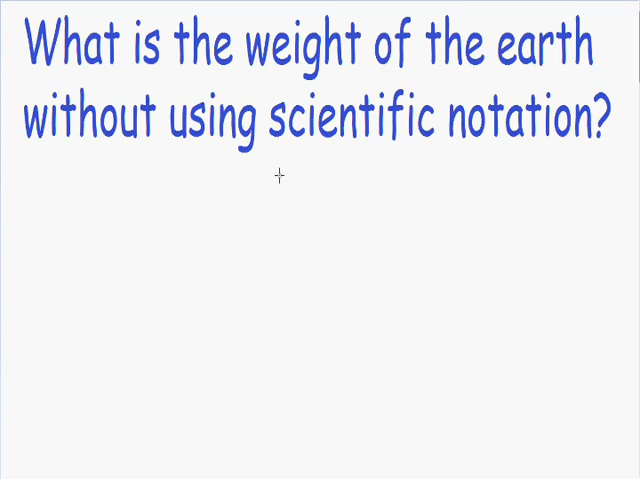 What is the weight of the earth
without using scientific notation?